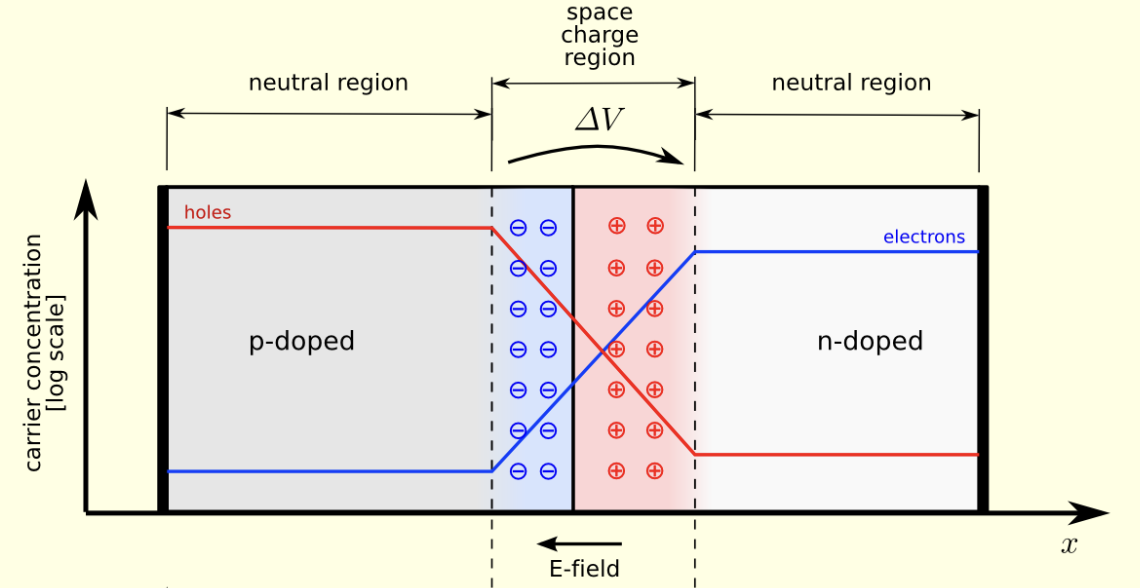 space
charge
region
neutral region
neutral region
ΔV
holes
electrons
carrier concentration
[log scale]
p-doped
n-doped
⊖ ⊖ ⊕ ⊕
⊖ ⊖ ⊕ ⊕
⊖ ⊖ ⊕ ⊕
⊖ ⊖ ⊕ ⊕
⊖ ⊖ ⊕ ⊕
⊖ ⊖ ⊕ ⊕
⊖ ⊖ ⊕ ⊕
x
E-field